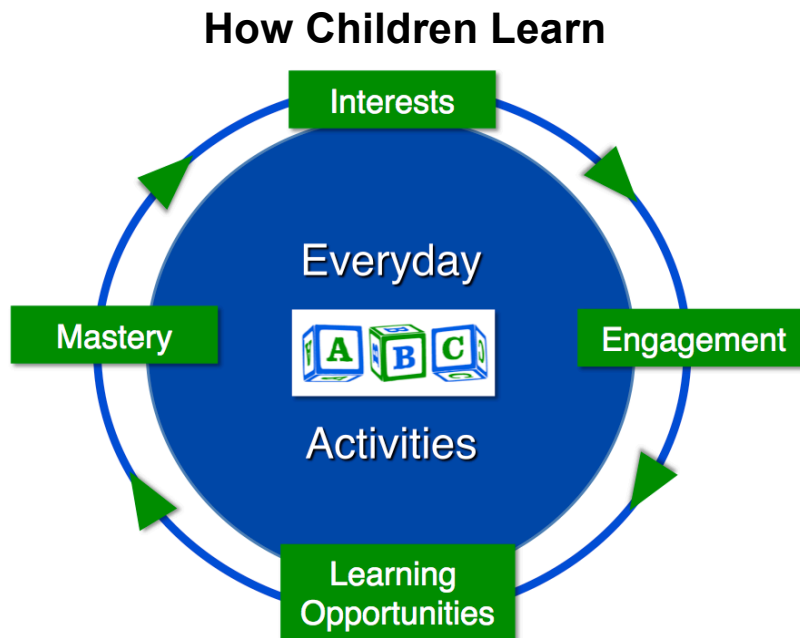 How Children Learn
Interests
Everyday
Mastery
A B C
Engagement
Activities
Learning
Opportunities